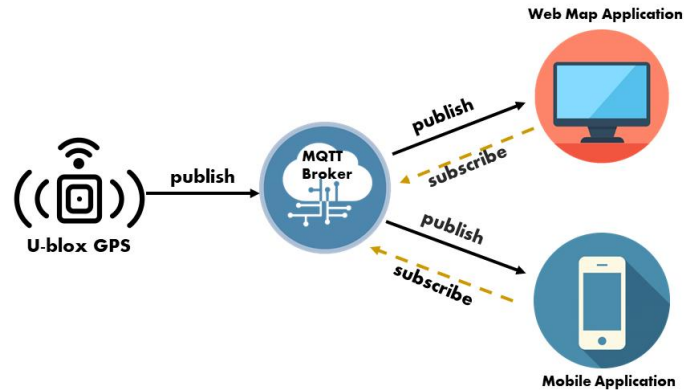 Web Map Application
publish
subscribe
MQTT
Broker
publish
U-blox GPS
publish
subscribe
Mobile Application